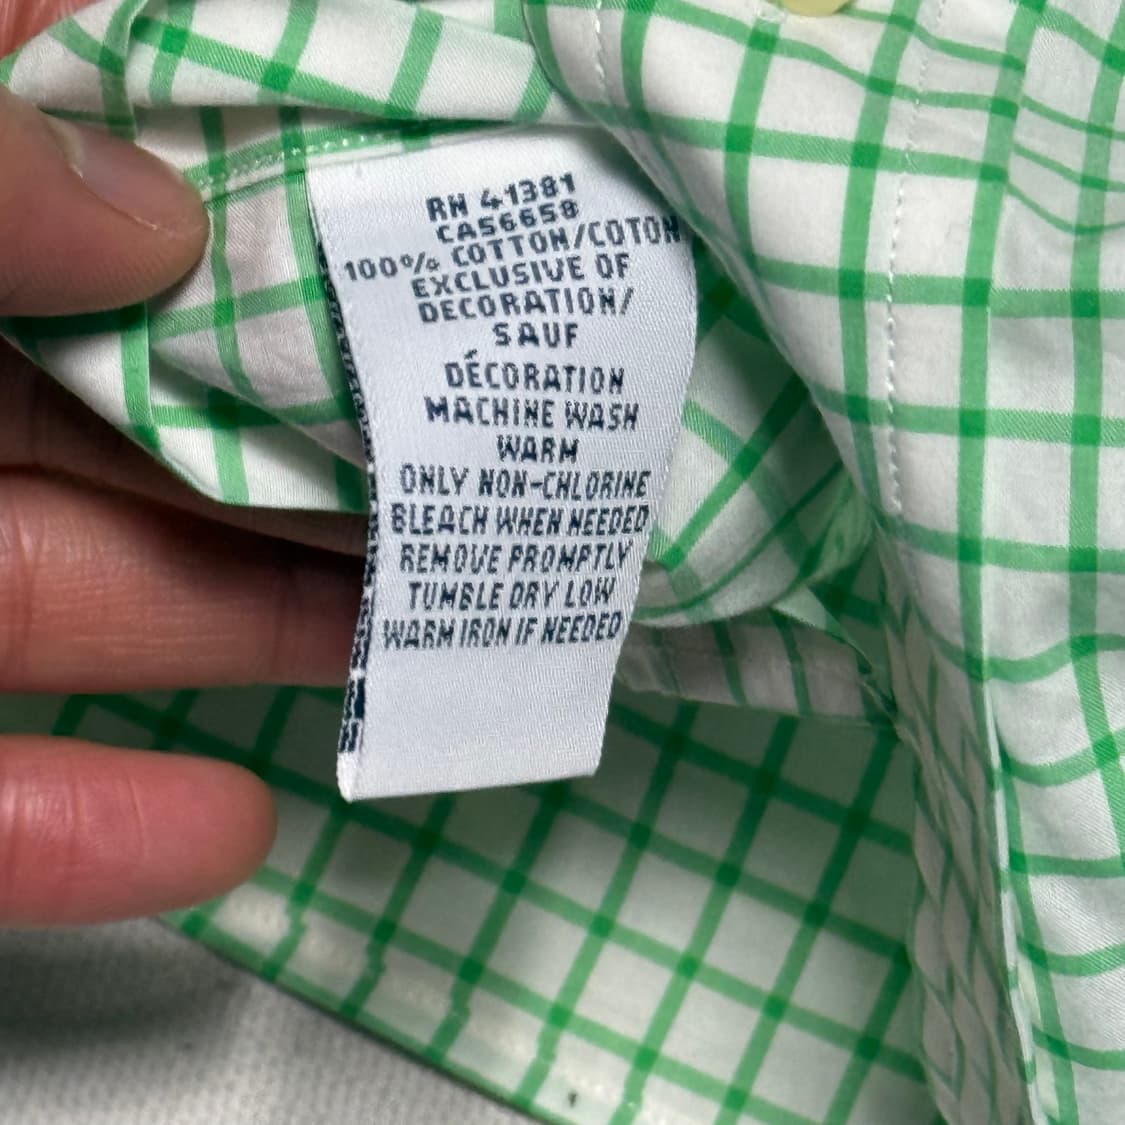 RN 41381
CA56658
100% COTTON/COTON
EXCLUSIVE OF
DECORATION/
SAUF
DÉCORATION
MACHINE WASH
WARM
ONLY NON-CHLORINE
BLEACH WHEN NEEDED
REMOVE PROMPTLY
TUMBLE DRY LOW
WARM IRON IF NEEDED